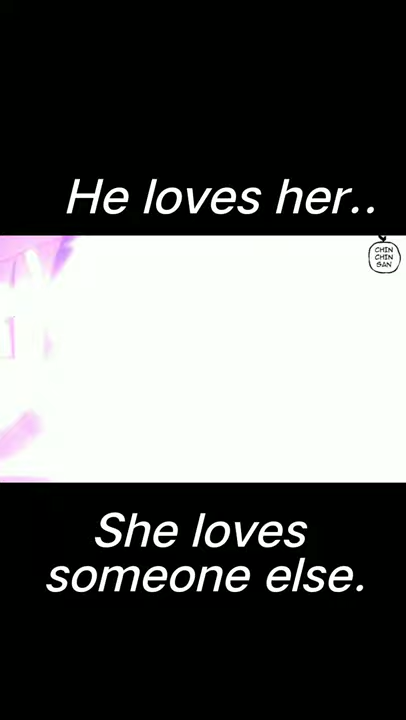 He loves her..
CHIN
CHIN
SAN
She loves
someone else.